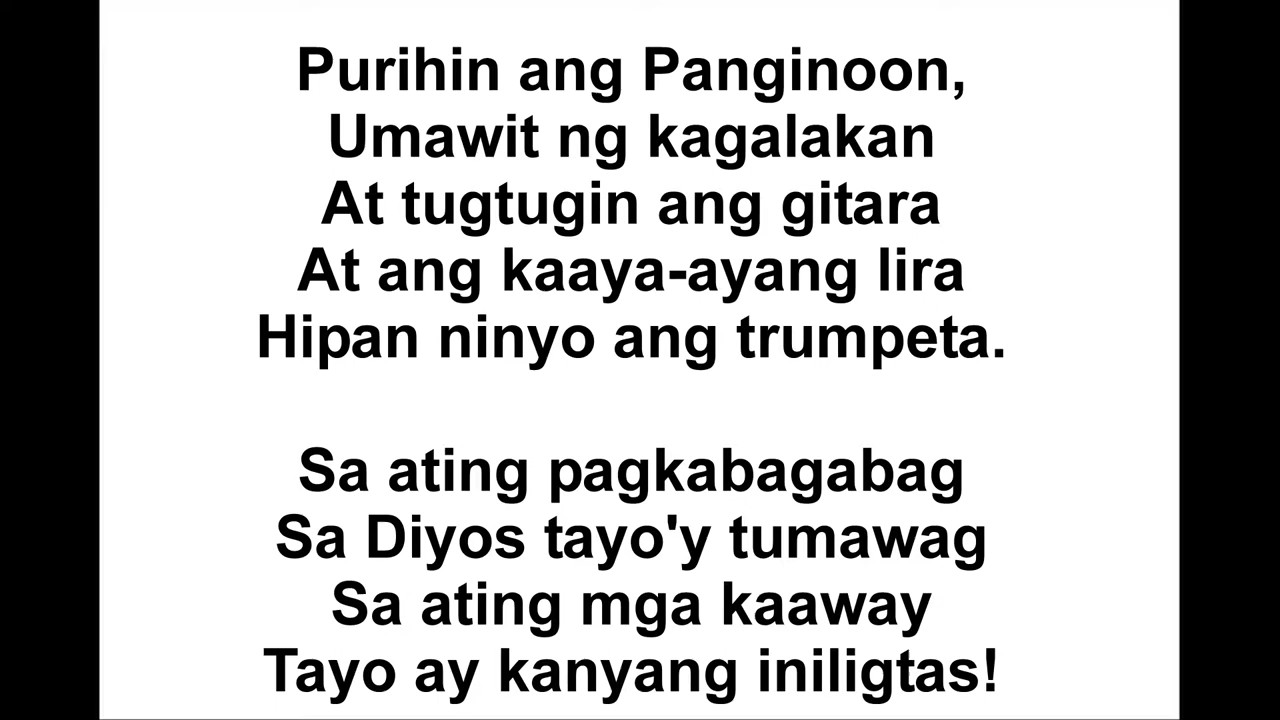 Purihin ang Panginoon,
Umawit ng kagalakan
At tugtugin ang gitara
At ang kaaya-ayang lira
Hipan ninyo ang trumpeta.
Sa ating pagkabagabag
Sa Diyos tayo'y tumawag
Sa ating mga kaaway
Tayo ay kanyang iniligtas!